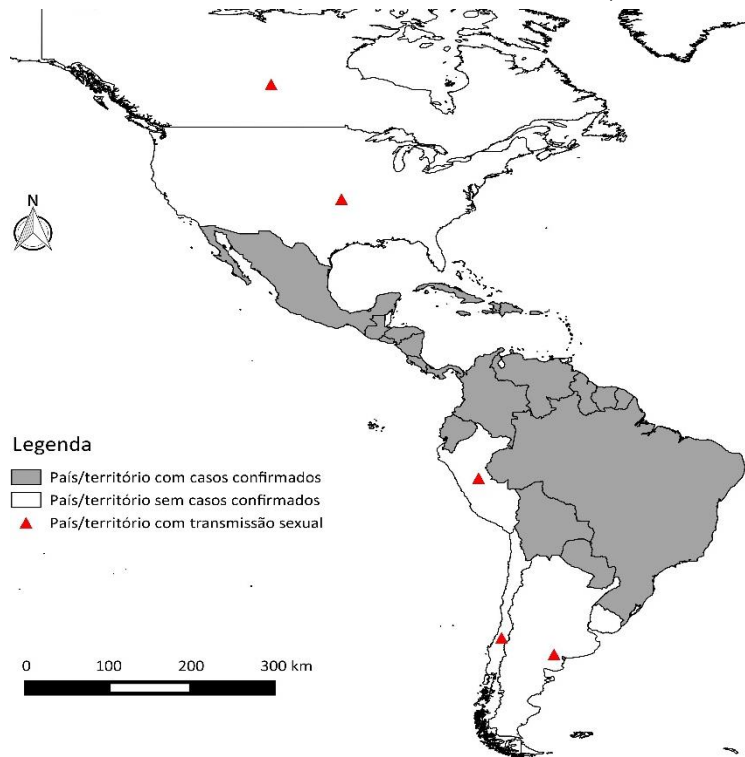 N
Legenda
País/território com casos confirmados
País/território sem casos confirmados
País/território com transmissão sexual
0 100 200 300 km